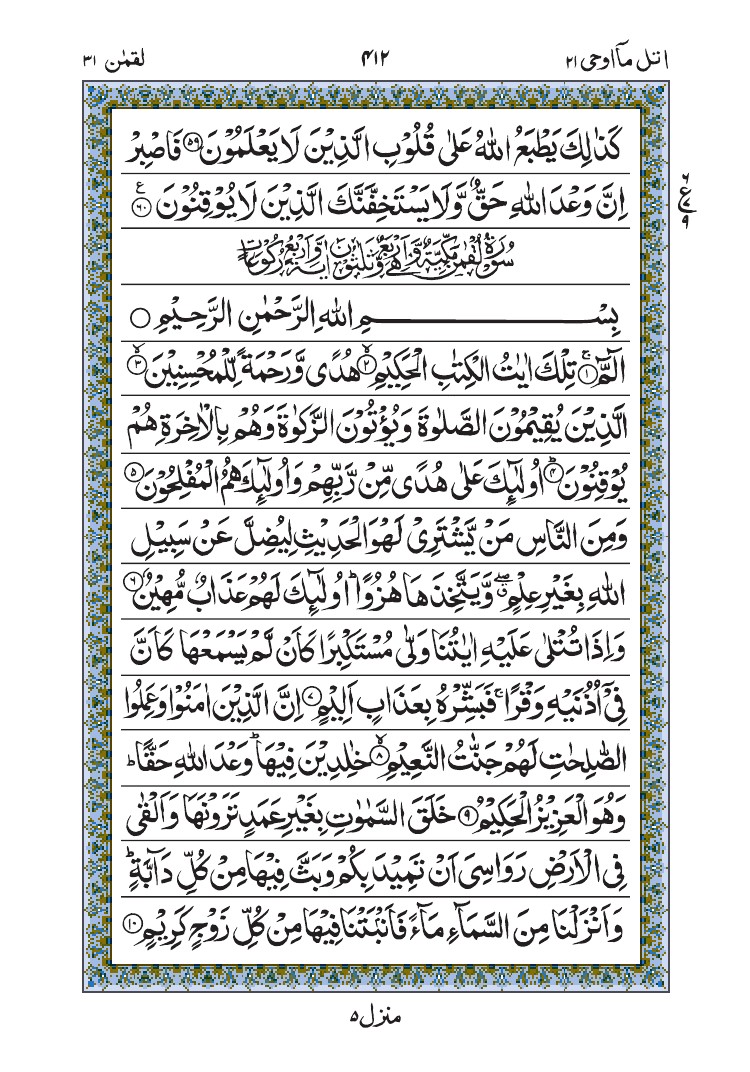 اتل مآ اوحی ۲۱
۴۱۲
لقمٰن ۳۱
كَذٰلِكَ يَطْبَعُ اللّٰهُ عَلٰى قُلُوْبِ الَّذِيْنَ لَا يَعْلَمُوْنَ ۝۵۹ فَاصْبِرْ
اِنَّ وَعْدَ اللّٰهِ حَقٌّ وَّلَا يَسْتَخِفَّنَّكَ الَّذِيْنَ لَا يُوْقِنُوْنَ ۝۶۰ ع
۶
ع
۹
سُوْرَةُ لُقْمٰنَ مَكِّيَّةٌ وَّهِىَ اَرْبَعٌ وَّثَلٰثُوْنَ اٰيَةً وَّاَرْبَعُ رُكُوْعَاتٍ
بِسْمِ اللّٰهِ الرَّحْمٰنِ الرَّحِيْمِ ○
الٓمّٓ ۝۱ۚ تِلْكَ اٰيٰتُ الْكِتٰبِ الْحَكِيْمِ ۝۲ۙ هُدًى وَّرَحْمَةً لِّلْمُحْسِنِيْنَ ۝۳ۙ
الَّذِيْنَ يُقِيْمُوْنَ الصَّلٰوةَ وَيُؤْتُوْنَ الزَّكٰوةَ وَهُمْ بِالْاٰخِرَةِ هُمْ
يُوْقِنُوْنَ ۝۴ؕ اُولٰٓئِكَ عَلٰى هُدًى مِّنْ رَّبِّهِمْ وَاُولٰٓئِكَ هُمُ الْمُفْلِحُوْنَ ۝۵
وَمِنَ النَّاسِ مَنْ يَّشْتَرِىْ لَهْوَ الْحَدِيْثِ لِيُضِلَّ عَنْ سَبِيْلِ
اللّٰهِ بِغَيْرِ عِلْمٍ ۖ وَّيَتَّخِذَهَا هُزُوًا ؕ اُولٰٓئِكَ لَهُمْ عَذَابٌ مُّهِيْنٌ ۝۶
وَاِذَا تُتْلٰى عَلَيْهِ اٰيٰتُنَا وَلّٰى مُسْتَكْبِرًا كَاَنْ لَّمْ يَسْمَعْهَا كَاَنَّ
فِىْۤ اُذُنَيْهِ وَقْرًا ۚ فَبَشِّرْهُ بِعَذَابٍ اَلِيْمٍ ۝۷ اِنَّ الَّذِيْنَ اٰمَنُوْا وَعَمِلُوا
الصّٰلِحٰتِ لَهُمْ جَنّٰتُ النَّعِيْمِ ۝۸ۙ خٰلِدِيْنَ فِيْهَا ؕ وَعْدَ اللّٰهِ حَقًّا ؕ
وَهُوَ الْعَزِيْزُ الْحَكِيْمُ ۝۹ خَلَقَ السَّمٰوٰتِ بِغَيْرِ عَمَدٍ تَرَوْنَهَا وَاَلْقٰى
فِى الْاَرْضِ رَوَاسِىَ اَنْ تَمِيْدَ بِكُمْ وَبَثَّ فِيْهَا مِنْ كُلِّ دَآبَّةٍ ؕ
وَاَنْزَلْنَا مِنَ السَّمَآءِ مَآءً فَاَنْۢبَتْنَا فِيْهَا مِنْ كُلِّ زَوْجٍ كَرِيْمٍ ۝۱۰
منزل ۵